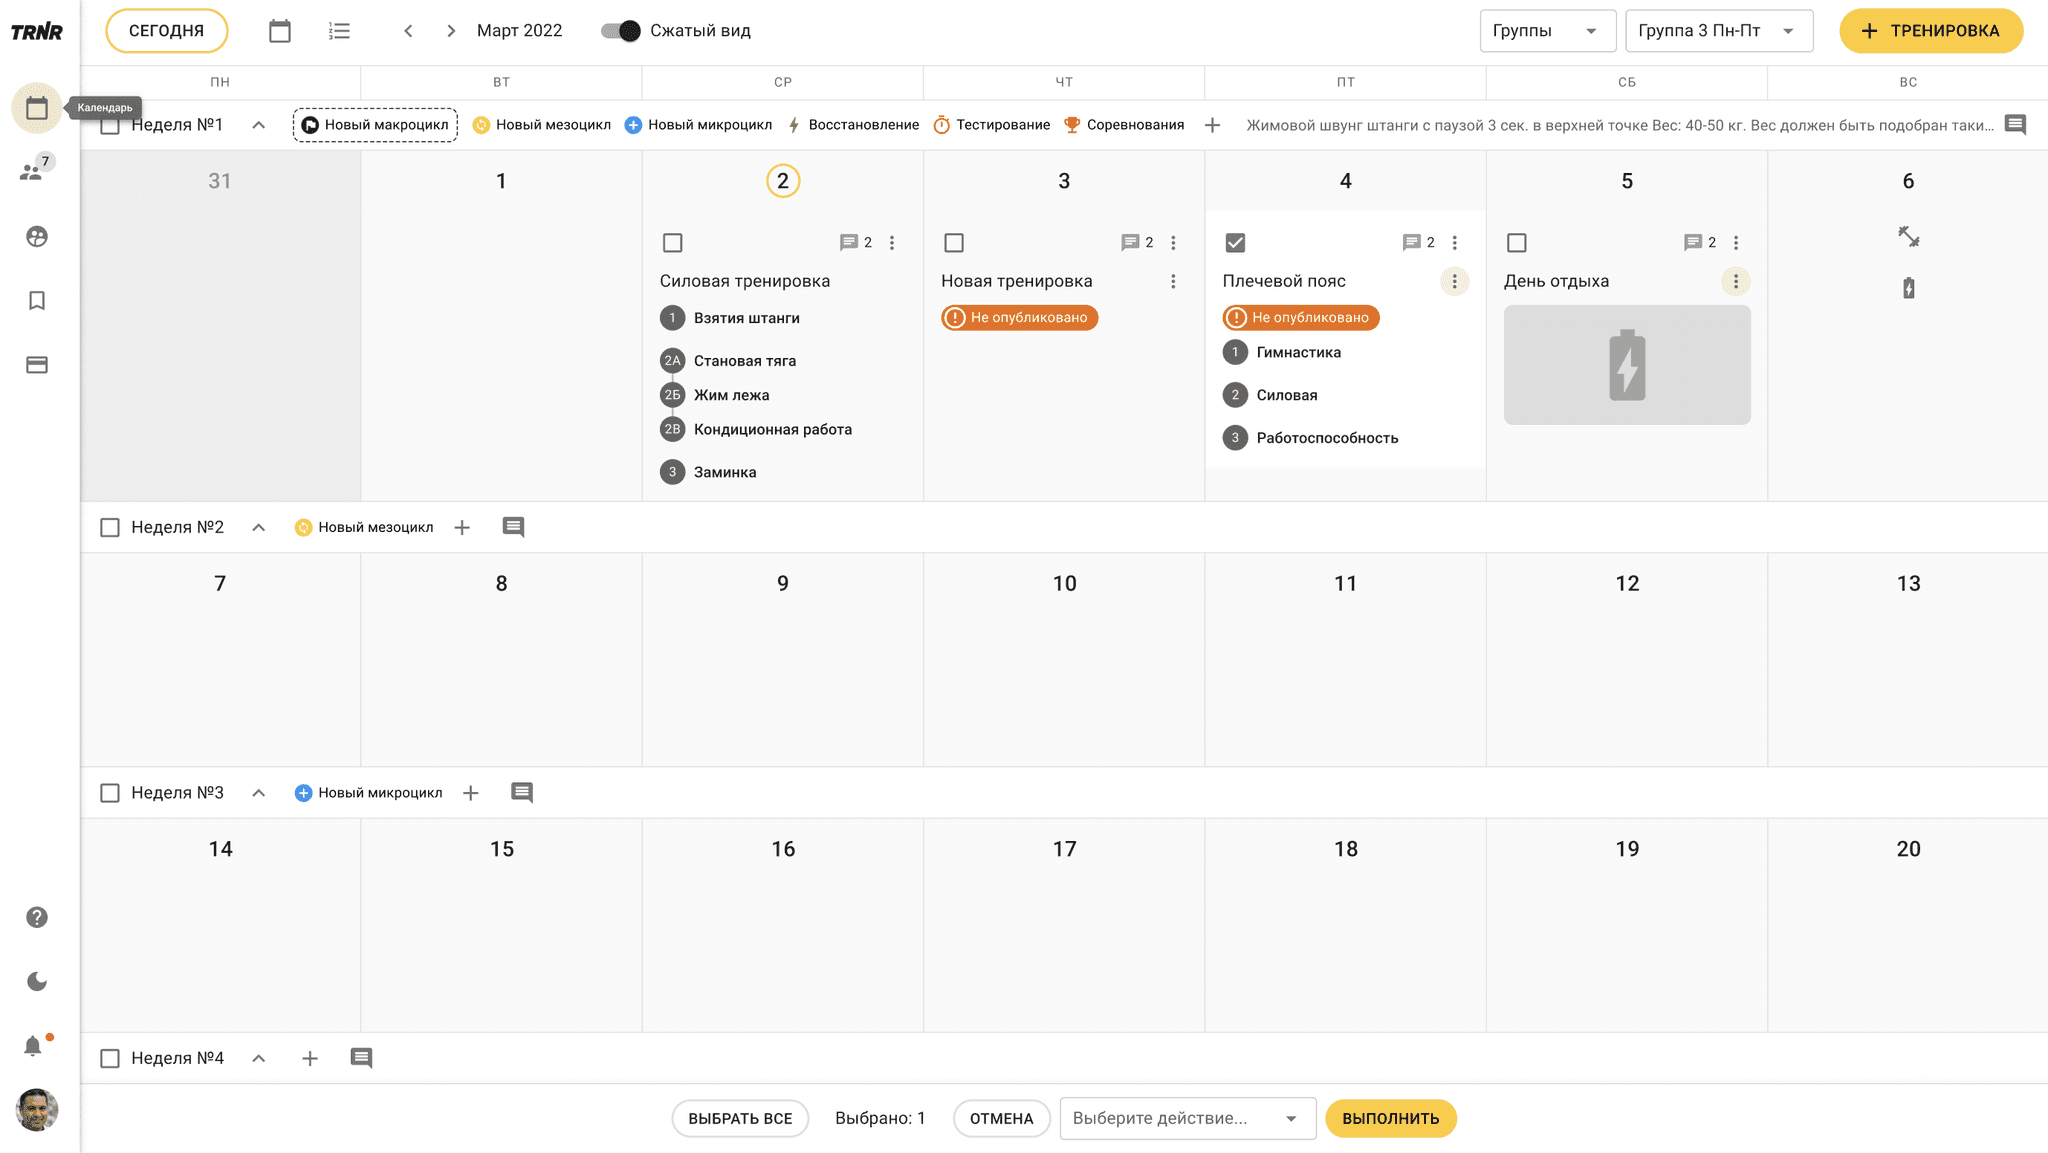 TRNR
СЕГОДНЯ
Март 2022
Сжатый вид
Группы
Группа 3 Пн-Пт
ТРЕНИРОВКА
ПН ВТ СР ЧТ ПТ СБ ВС
Календарь
7
Неделя №1
Новый макроцикл
Новый мезоцикл
Новый микроцикл
Восстановление
Тестирование
Соревнования
Жимовой швунг штанги с паузой 3 сек. в верхней точке Вес: 40-50 кг. Вес должен быть подобран таки...
31 1 2 3 4 5 6
2
Силовая тренировка
1 Взятия штанги
2А Становая тяга
2Б Жим лежа
2В Кондиционная работа
3 Заминка
2
Новая тренировка
Не опубликовано
2
Плечевой пояс
Не опубликовано
1 Гимнастика
2 Силовая
3 Работоспособность
2
День отдыха
Неделя №2
Новый мезоцикл
7 8 9 10 11 12 13
Неделя №3
Новый микроцикл
14 15 16 17 18 19 20
Неделя №4
ВЫБРАТЬ ВСЕ
Выбрано: 1
ОТМЕНА
Выберите действие...
ВЫПОЛНИТЬ